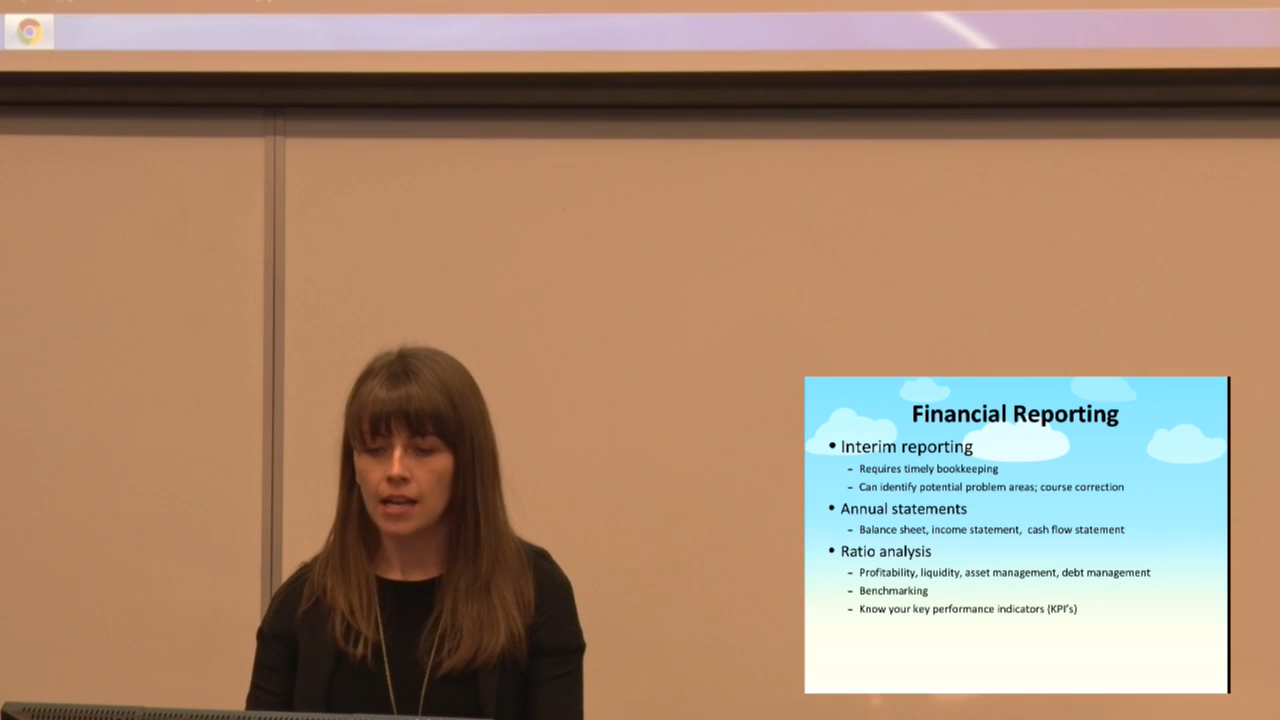 Financial Reporting
• Interim reporting
– Requires timely bookkeeping
– Can identify potential problem areas; course correction
• Annual statements
– Balance sheet, income statement, cash flow statement
• Ratio analysis
– Profitability, liquidity, asset management, debt management
– Benchmarking
– Know your key performance indicators (KPI's)